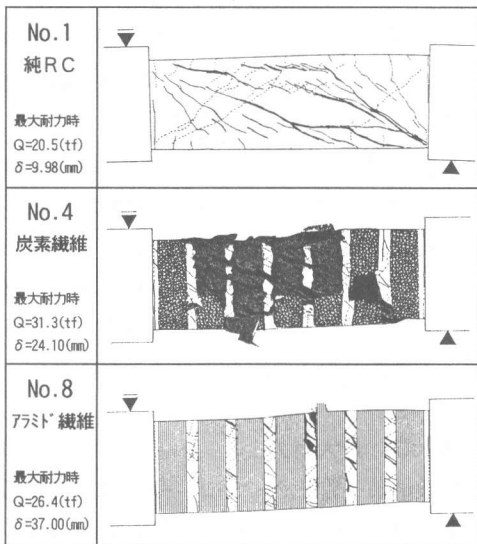 No.1
純RC
最大耐力時
Q=20.5(tf)
δ=9.98(mm)
No.4
炭素繊維
最大耐力時
Q=31.3(tf)
δ=24.10(mm)
No.8
アラミド繊維
最大耐力時
Q=26.4(tf)
δ=37.00(mm)